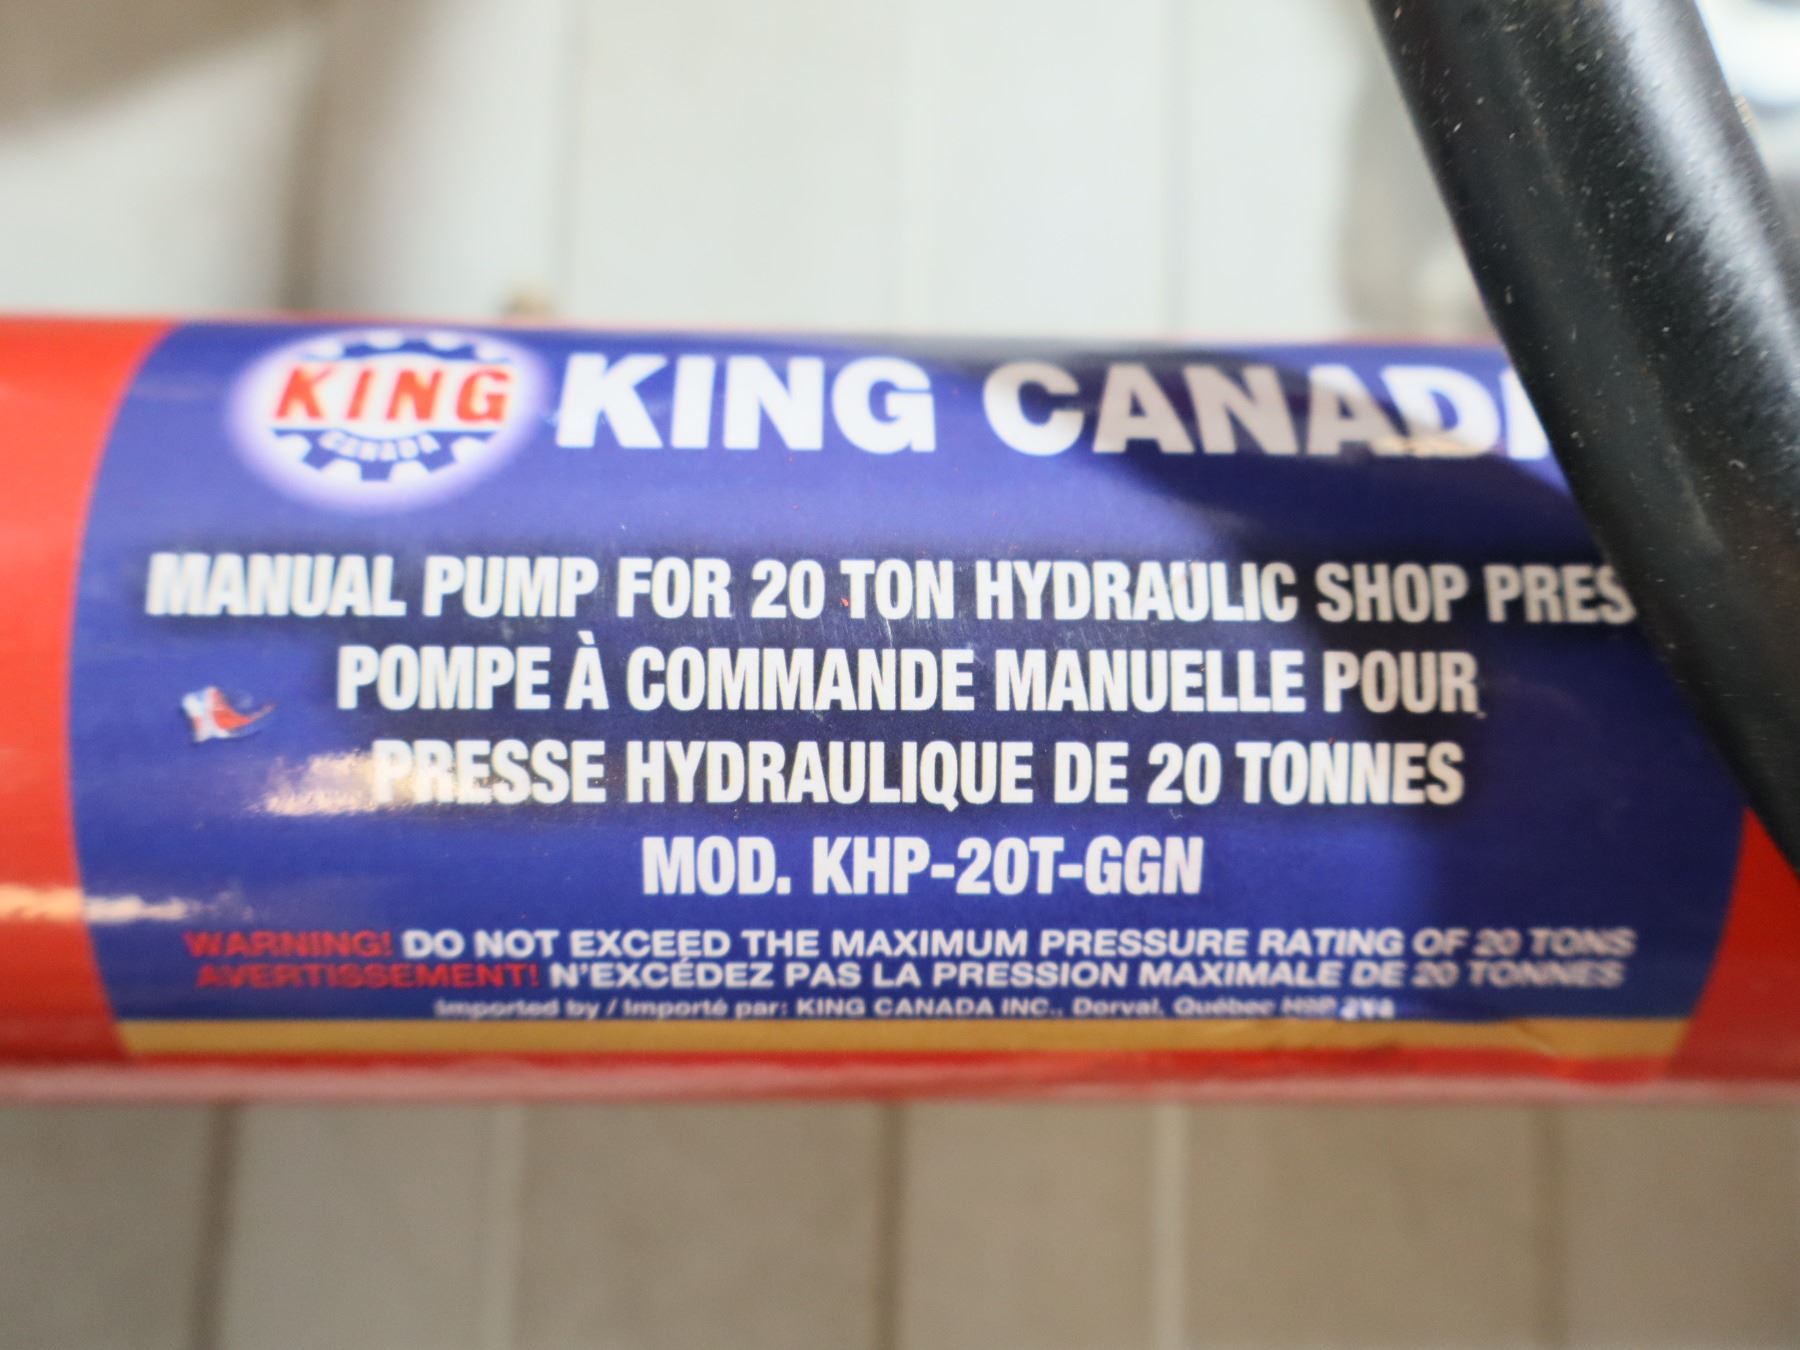 KING
CANADA
KING CANAD
MANUAL PUMP FOR 20 TON HYDRAULIC SHOP PRES
POMPE À COMMANDE MANUELLE POUR
PRESSE HYDRAULIQUE DE 20 TONNES
MOD. KHP-20T-GGN
WARNING! DO NOT EXCEED THE MAXIMUM PRESSURE RATING OF 20 TONS
AVERTISSEMENT! N'EXCÉDEZ PAS LA PRESSION MAXIMALE DE 20 TONNES
Imported by / Importé par: KING CANADA INC., Dorval, Québec